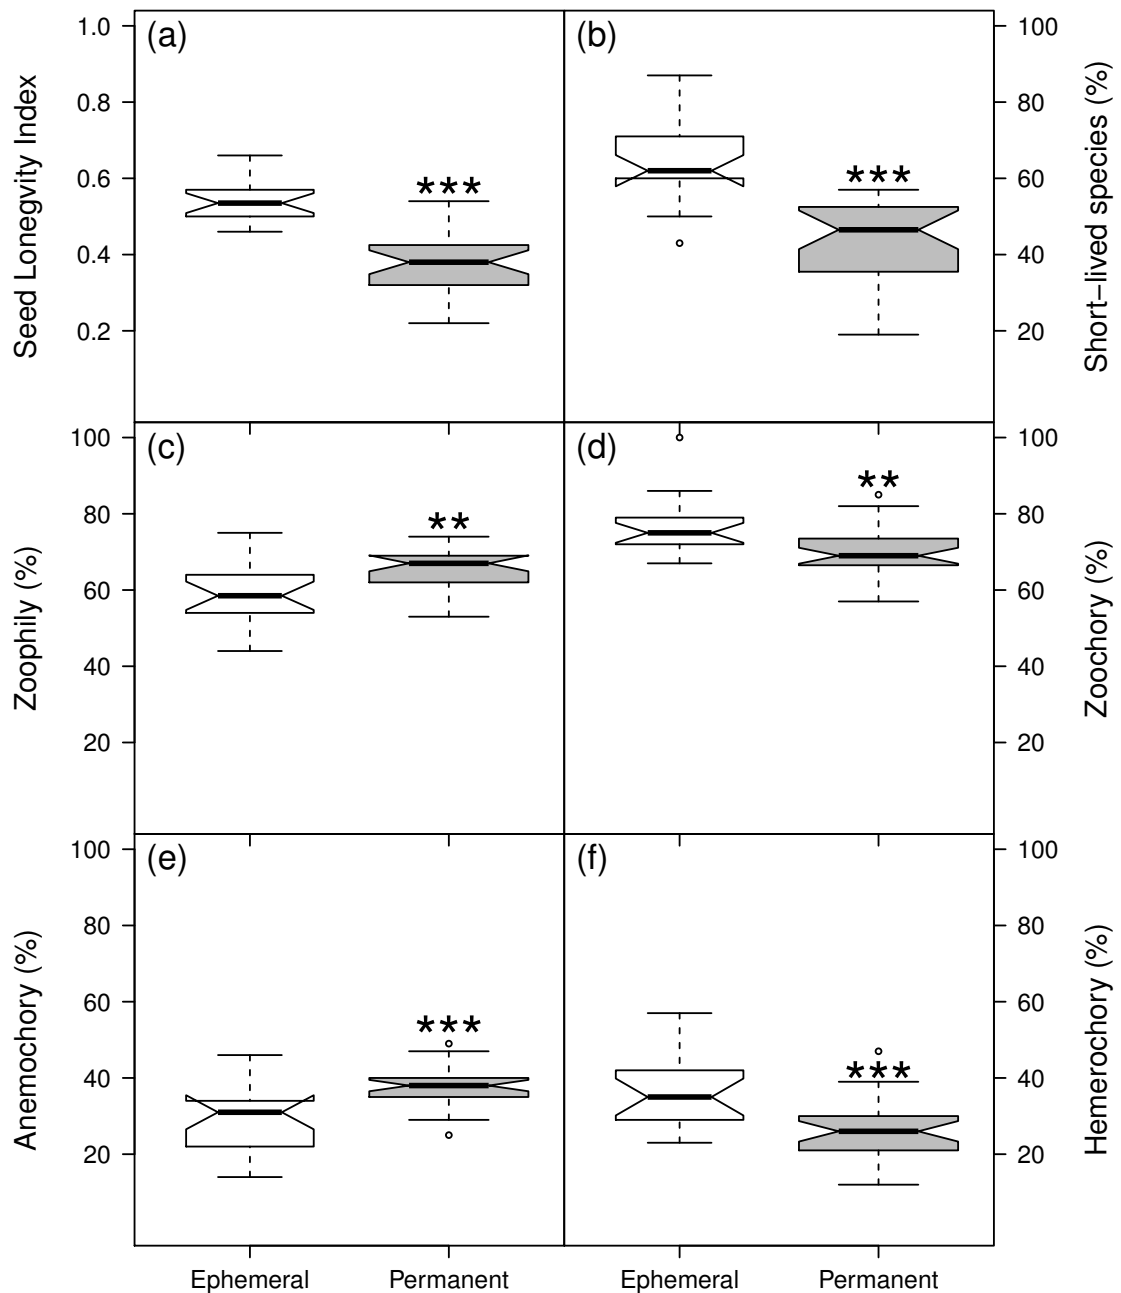 (a)
1.0
0.8
0.6
0.4
0.2
Seed Lonegvity Index
***
(b)
100
80
60
40
20
Short−lived species (%)
***
(c)
100
80
60
40
20
Zoophily (%)
**
(d)
100
80
60
40
20
Zoochory (%)
**
(e)
100
80
60
40
20
Anemochory (%)
***
(f)
100
80
60
40
20
Hemerochory (%)
***
Ephemeral
Permanent
Ephemeral
Permanent